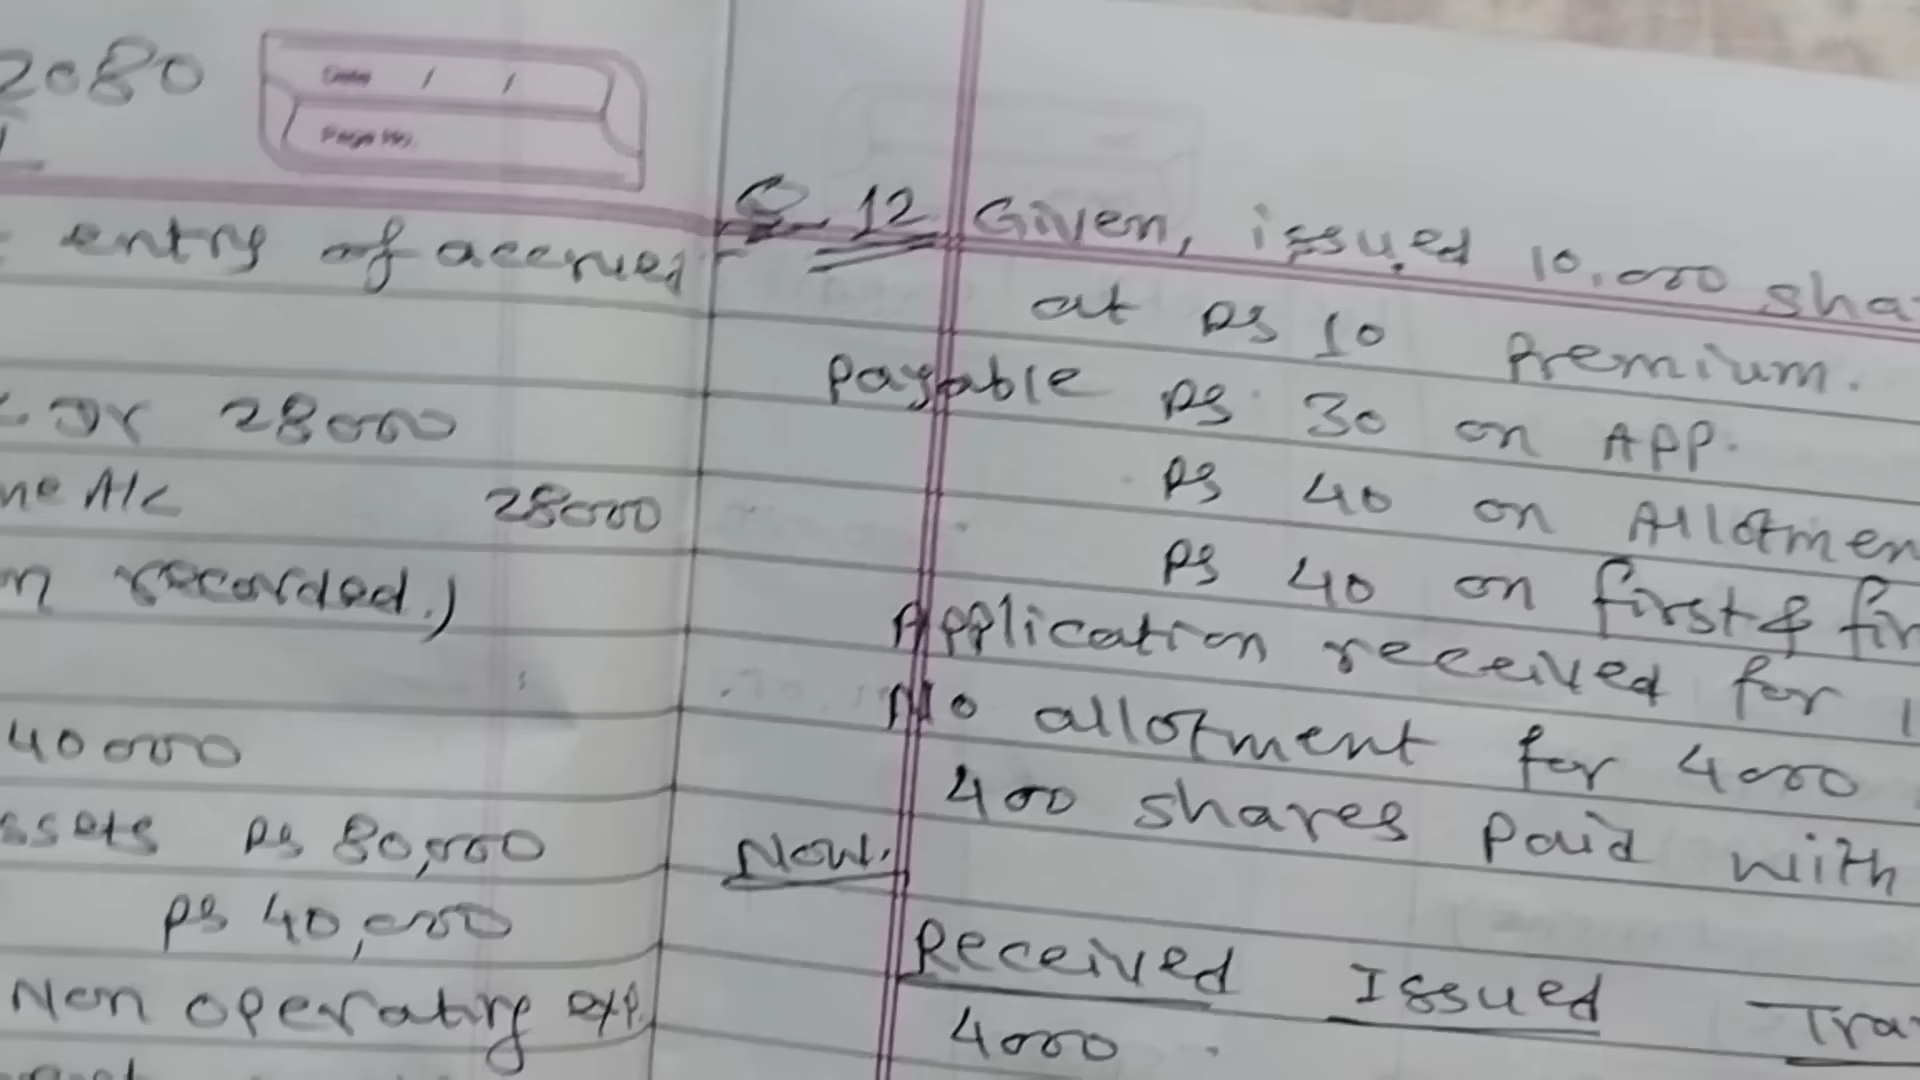 2080
Date / /
Page No.
entry of accrued
Dr 28000
A/c 28000
recorded.)
40000
Rs 80,000
Rs 40,000
Non operating exp.
Q. 12 Given, issued 10,000 sha
at Rs 10 Premium.
Payable Rs 30 on APP.
Rs 40 on Allotmen
Rs 40 on first & fin
Application received for 1
No allotment for 4000
400 shares Paid with
Now,
Received Issued Tra
4000